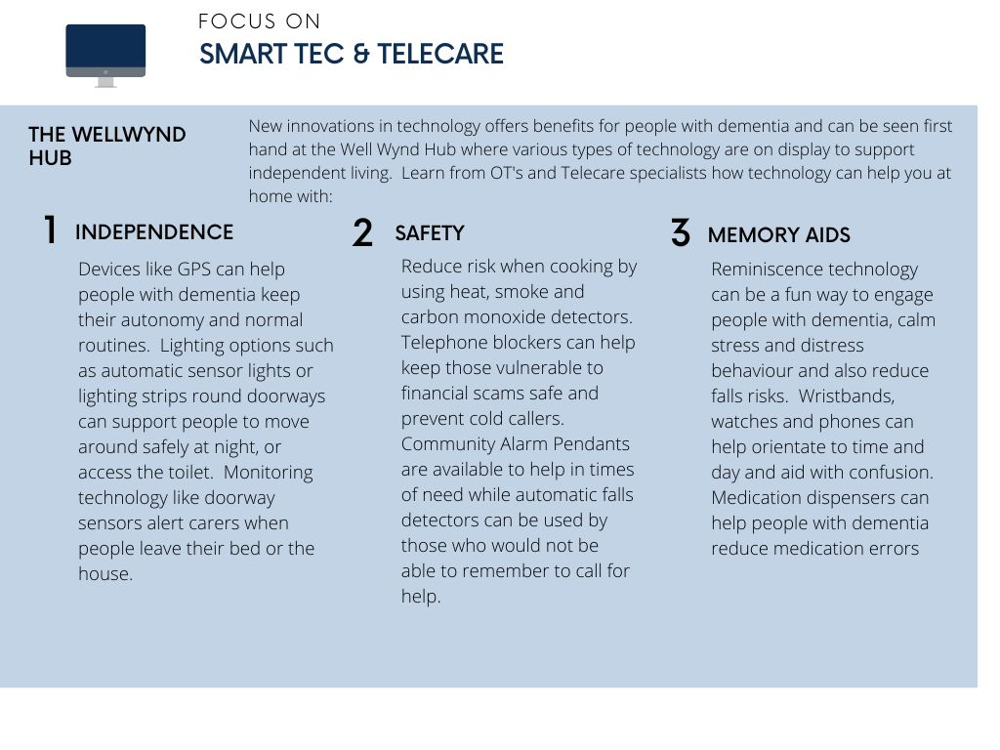 FOCUS ON
SMART TEC & TELECARE
THE WELLWYND
HUB
New innovations in technology offers benefits for people with dementia and can be seen first
hand at the Well Wynd Hub where various types of technology are on display to support
independent living.  Learn from OT's and Telecare specialists how technology can help you at
home with:
1 INDEPENDENCE
Devices like GPS can help
people with dementia keep
their autonomy and normal
routines.  Lighting options such
as automatic sensor lights or
lighting strips round doorways
can support people to move
around safely at night, or
access the toilet.  Monitoring
technology like doorway
sensors alert carers when
people leave their bed or the
house.
2 SAFETY
Reduce risk when cooking by
using heat, smoke and
carbon monoxide detectors.
Telephone blockers can help
keep those vulnerable to
financial scams safe and
prevent cold callers.
Community Alarm Pendants
are available to help in times
of need while automatic falls
detectors can be used by
those who would not be
able to remember to call for
help.
3 MEMORY AIDS
Reminiscence technology
can be a fun way to engage
people with dementia, calm
stress and distress
behaviour and also reduce
falls risks.  Wristbands,
watches and phones can
help orientate to time and
day and aid with confusion.
Medication dispensers can
help people with dementia
reduce medication errors